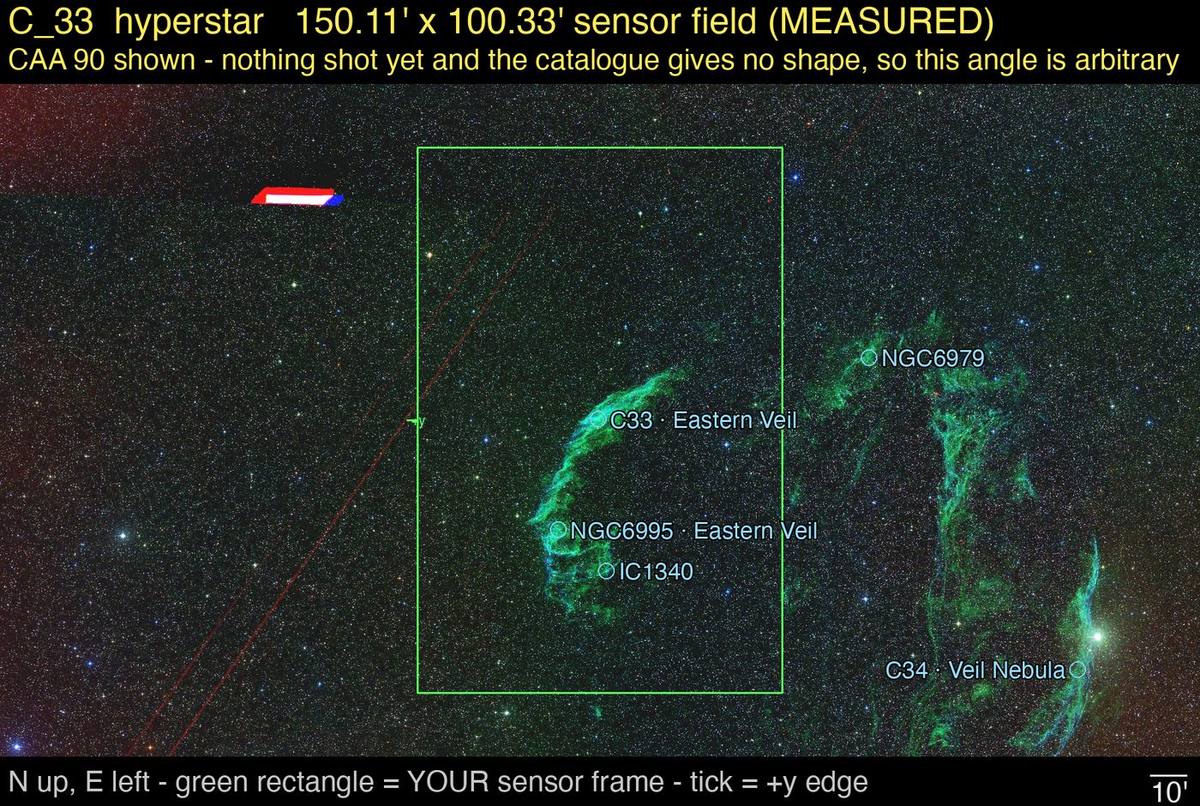 C_33 hyperstar 150.11' x 100.33' sensor field (MEASURED)
CAA 90 shown - nothing shot yet and the catalogue gives no shape, so this angle is arbitrary
NGC6979
C33 · Eastern Veil
y
NGC6995 · Eastern Veil
IC1340
C34 · Veil Nebula
N up, E left - green rectangle = YOUR sensor frame - tick = +y edge
10'